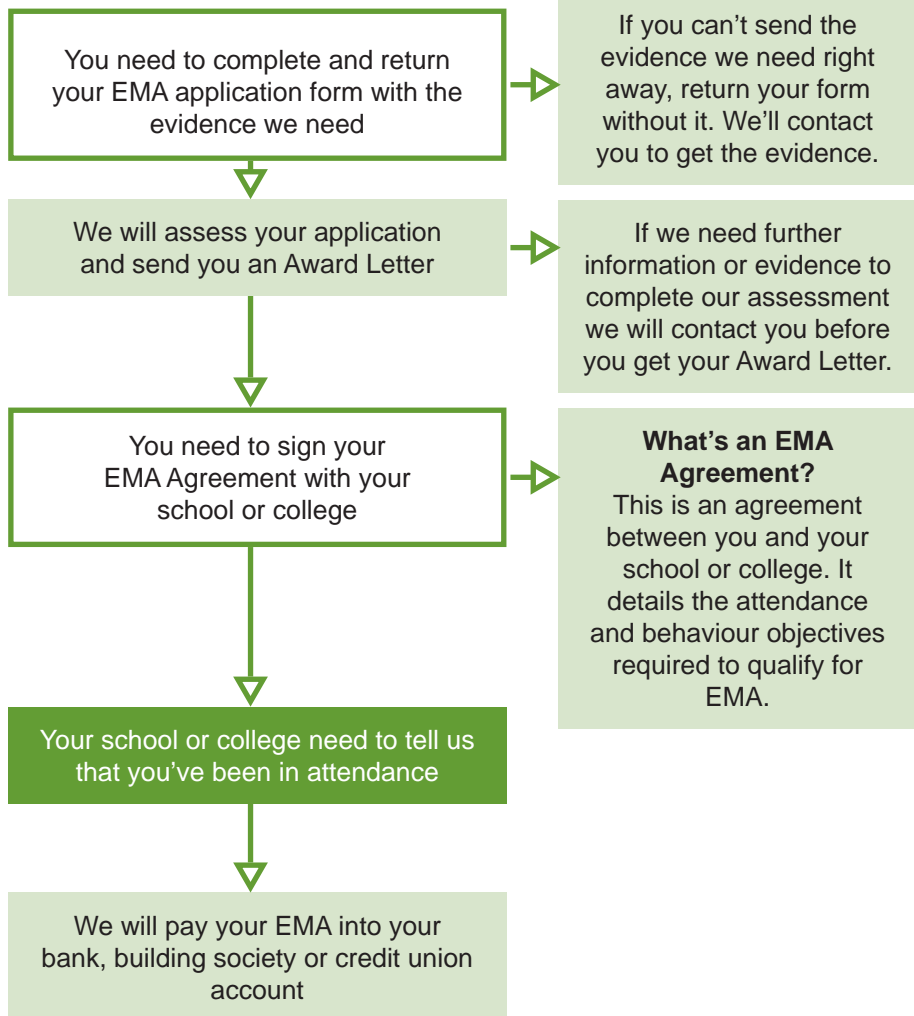 You need to complete and return
your EMA application form with the
evidence we need
If you can’t send the
evidence we need right
away, return your form
without it. We’ll contact
you to get the evidence.
We will assess your application
and send you an Award Letter
If we need further
information or evidence to
complete our assessment
we will contact you before
you get your Award Letter.
You need to sign your
EMA Agreement with your
school or college
What’s an EMA
Agreement?
This is an agreement
between you and your
school or college. It
details the attendance
and behaviour objectives
required to qualify for
EMA.
Your school or college need to tell us
that you’ve been in attendance
We will pay your EMA into your
bank, building society or credit union
account